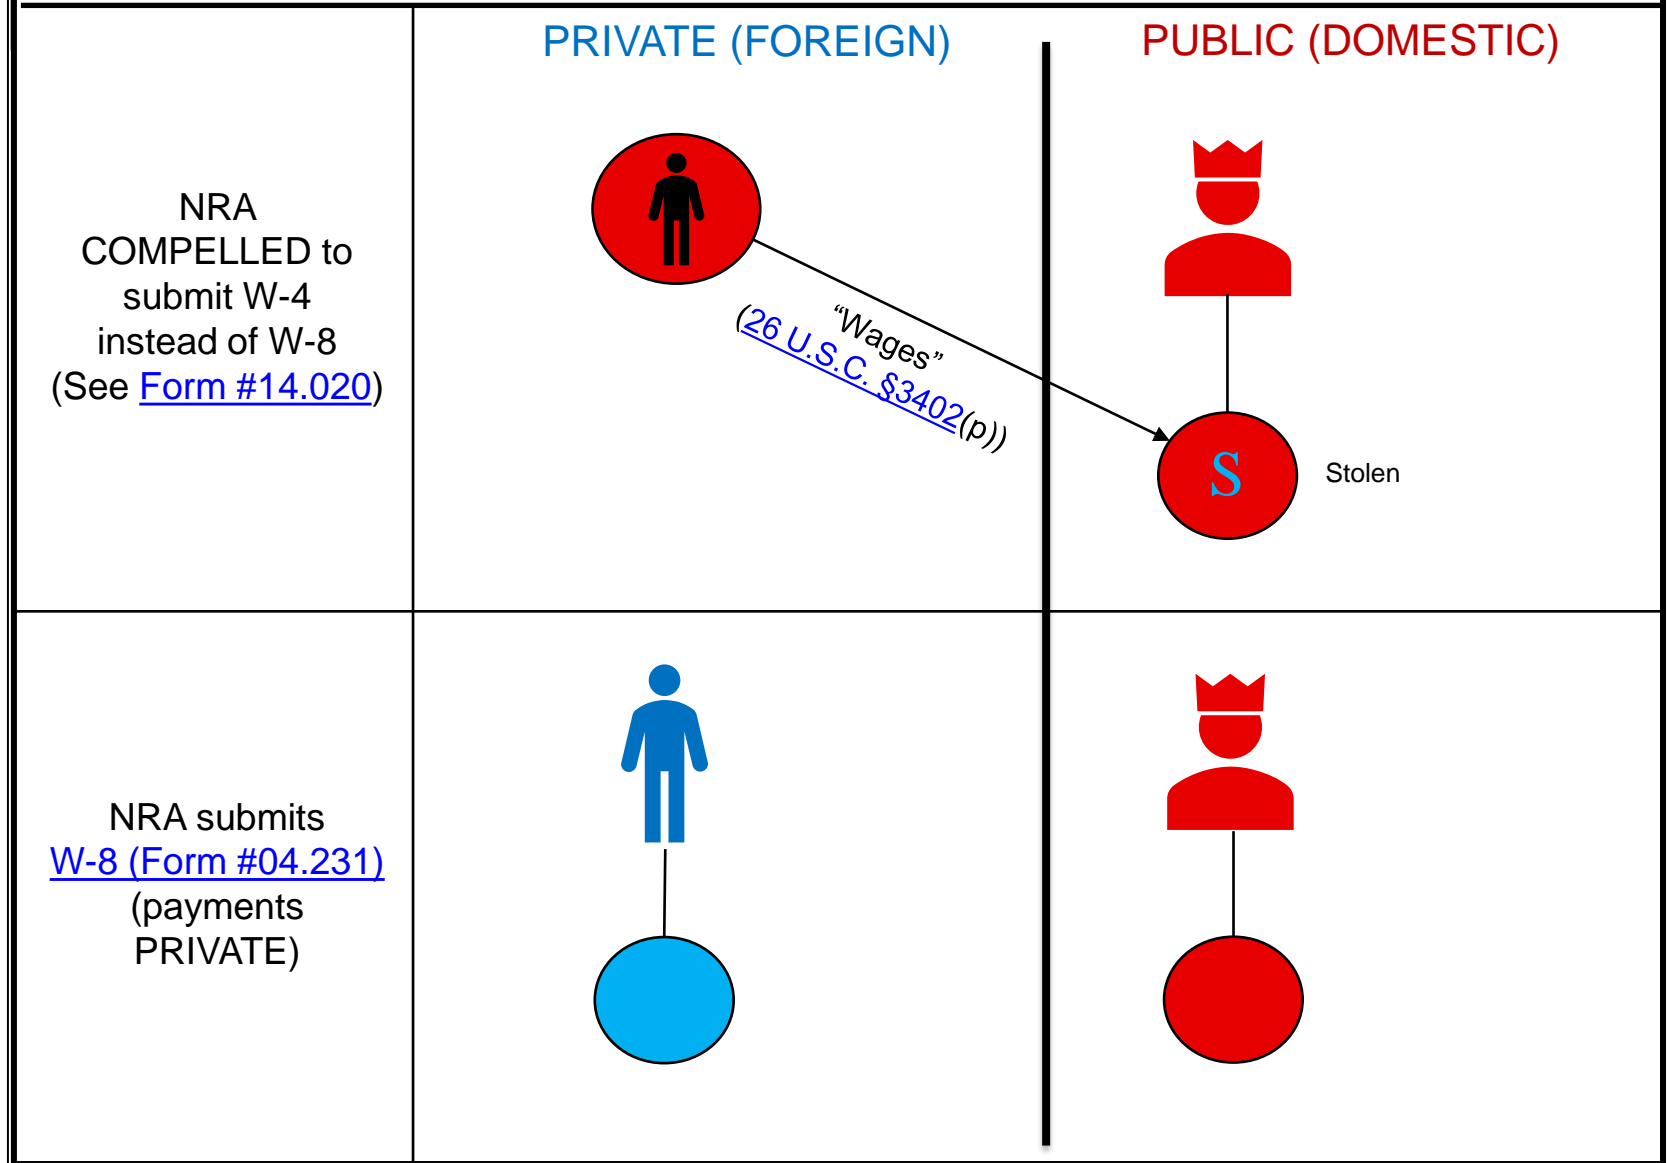 PRIVATE (FOREIGN)
PUBLIC (DOMESTIC)
NRA
COMPELLED to
submit W-4
instead of W-8
(See Form #14.020)
“Wages”
(26 U.S.C. §3402(p))
S
Stolen
NRA submits
W-8 (Form #04.231)
(payments
PRIVATE)